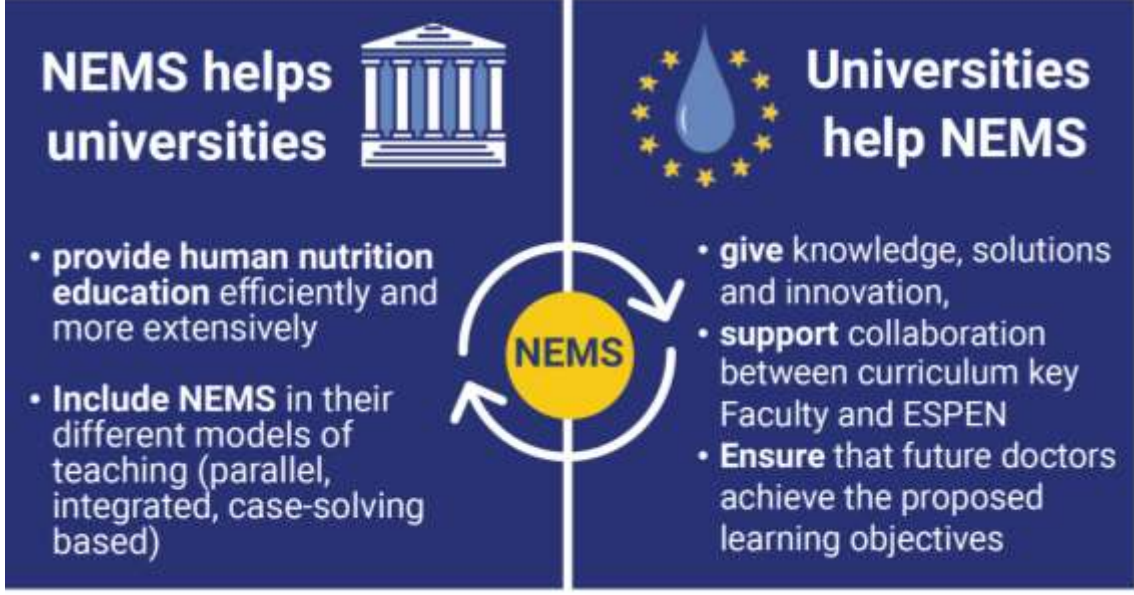 NEMS helps
universities
• provide human nutrition
education efficiently and
more extensively
• Include NEMS in their
different models of
teaching (parallel,
integrated, case-solving
based)
NEMS
Universities
help NEMS
• give knowledge, solutions
and innovation,
• support collaboration
between curriculum key
Faculty and ESPEN
• Ensure that future doctors
achieve the proposed
learning objectives